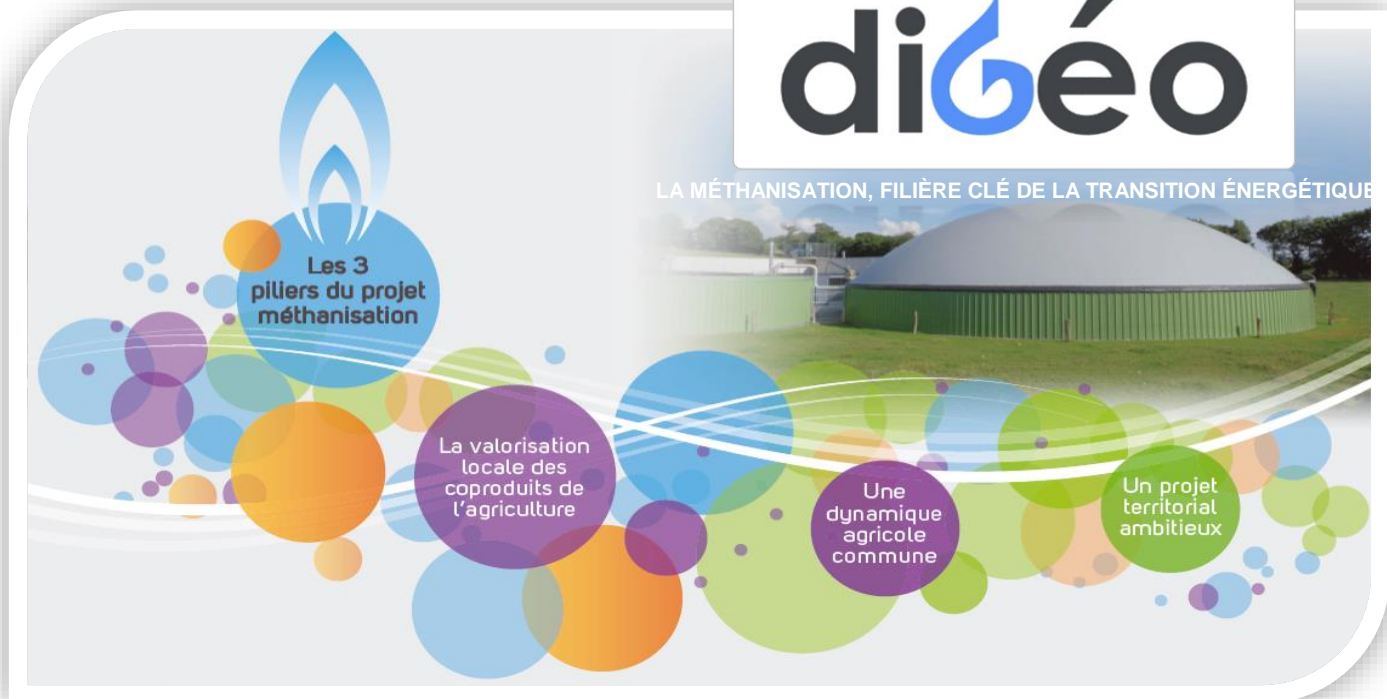 digéo
LA MÉTHANISATION, FILIÈRE CLÉ DE LA TRANSITION ÉNERGÉTIQUE
Les 3
piliers du projet
méthanisation
La valorisation
locale des
coproduits de
l'agriculture
Une
dynamique
agricole
commune
Un projet
territorial
ambitieux